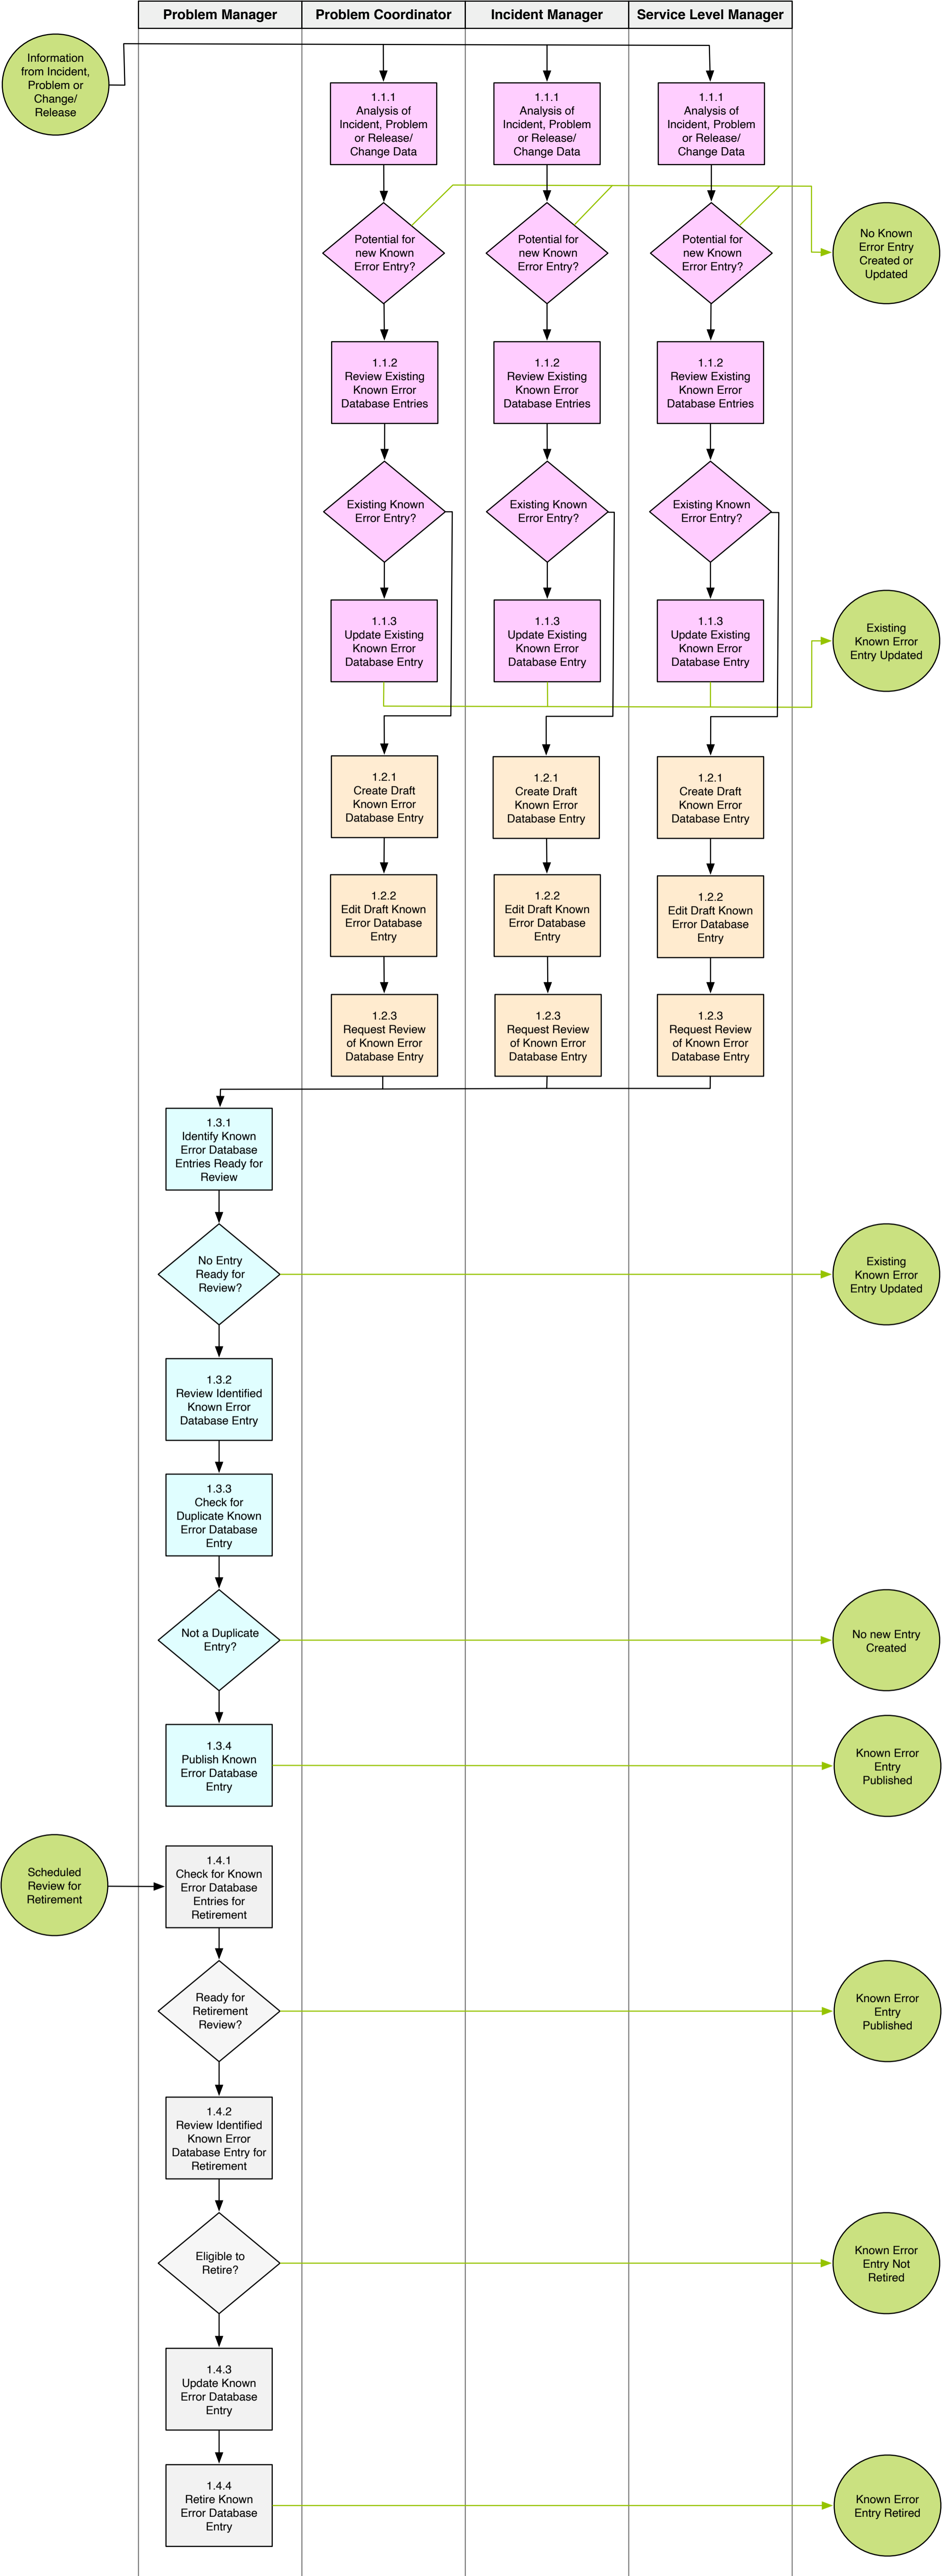 Problem Manager
Problem Coordinator
Incident Manager
Service Level Manager
Information
from Incident,
Problem or
Change/
Release
1.1.1
Analysis of
Incident, Problem
or Release/
Change Data
1.1.1
Analysis of
Incident, Problem
or Release/
Change Data
1.1.1
Analysis of
Incident, Problem
or Release/
Change Data
Potential for
new Known
Error Entry?
Potential for
new Known
Error Entry?
Potential for
new Known
Error Entry?
No Known
Error Entry
Created or
Updated
1.1.2
Review Existing
Known Error
Database Entries
1.1.2
Review Existing
Known Error
Database Entries
1.1.2
Review Existing
Known Error
Database Entries
Existing Known
Error Entry?
Existing Known
Error Entry?
Existing Known
Error Entry?
1.1.3
Update Existing
Known Error
Database Entry
1.1.3
Update Existing
Known Error
Database Entry
1.1.3
Update Existing
Known Error
Database Entry
Existing
Known Error
Entry Updated
1.2.1
Create Draft
Known Error
Database Entry
1.2.1
Create Draft
Known Error
Database Entry
1.2.1
Create Draft
Known Error
Database Entry
1.2.2
Edit Draft Known
Error Database
Entry
1.2.2
Edit Draft Known
Error Database
Entry
1.2.2
Edit Draft Known
Error Database
Entry
1.2.3
Request Review
of Known Error
Database Entry
1.2.3
Request Review
of Known Error
Database Entry
1.2.3
Request Review
of Known Error
Database Entry
1.3.1
Identify Known
Error Database
Entries Ready for
Review
No Entry
Ready for
Review?
Existing
Known Error
Entry Updated
1.3.2
Review Identified
Known Error
Database Entry
1.3.3
Check for
Duplicate Known
Error Database
Entry
Not a Duplicate
Entry?
No new Entry
Created
1.3.4
Publish Known
Error Database
Entry
Known Error
Entry
Published
Scheduled
Review for
Retirement
1.4.1
Check for Known
Error Database
Entries for
Retirement
Ready for
Retirement
Review?
Known Error
Entry
Published
1.4.2
Review Identified
Known Error
Database Entry for
Retirement
Eligible to
Retire?
Known Error
Entry Not
Retired
1.4.3
Update Known
Error Database
Entry
1.4.4
Retire Known
Error Database
Entry
Known Error
Entry Retired